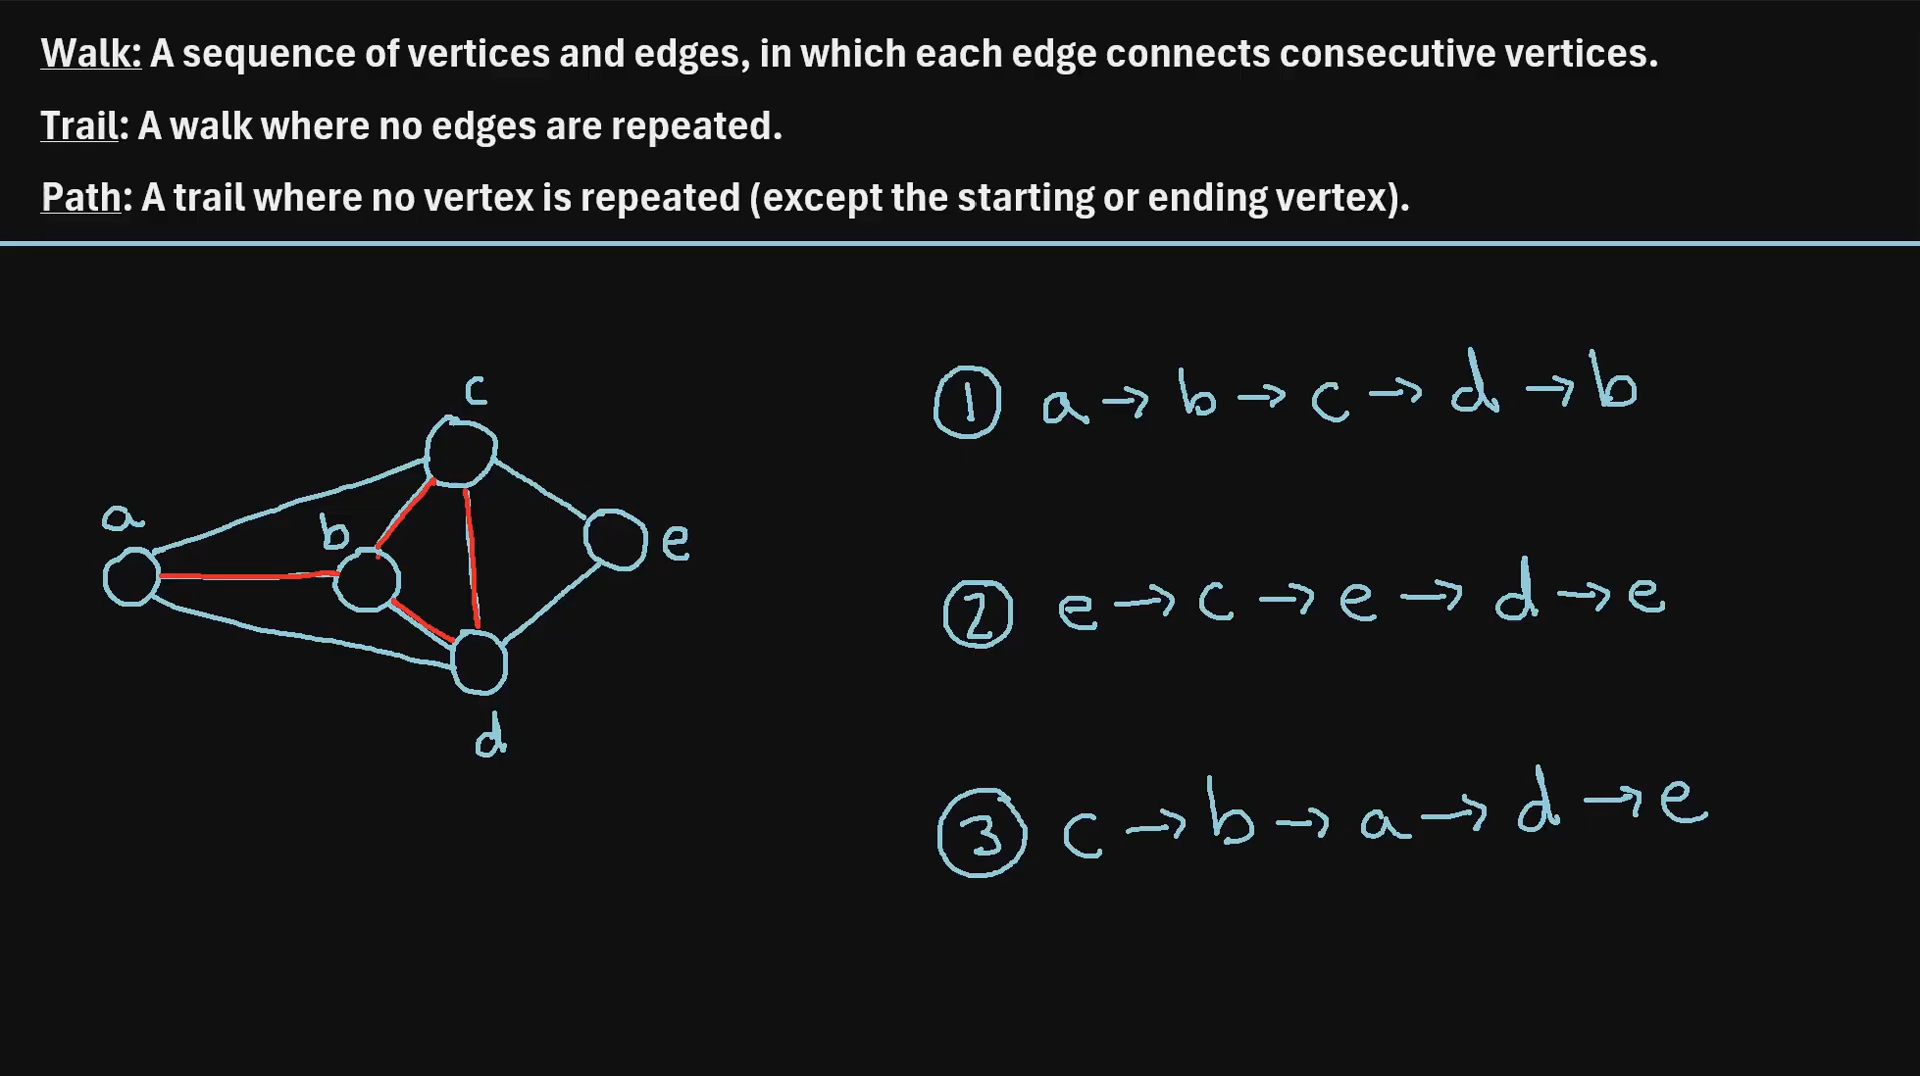 Walk: A sequence of vertices and edges, in which each edge connects consecutive vertices.
Trail: A walk where no edges are repeated.
Path: A trail where no vertex is repeated (except the starting or ending vertex).
c
a
b
e
d
① a → b → c → d → b
② e → c → e → d → e
③ c → b → a → d → e